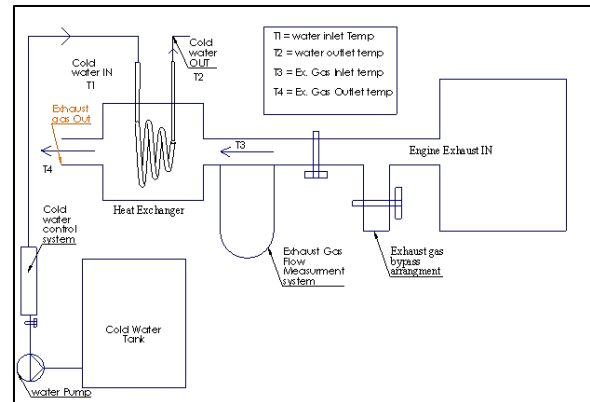 Cold
water IN
T1
Cold
water
OUT
T2
T1 = water inlet Temp
T2 = water outlet temp
T3 = Ex. Gas Inlet temp
T4 = Ex. Gas Outlet temp
Exhaust
gas Out
T4
T3
Engine Exhaust IN
Heat Exchanger
Cold
water
control
system
Exhaust Gas
Flow
Measurment
system
Exhaust gas
bypass
arrangment
Cold Water
Tank
water Pump